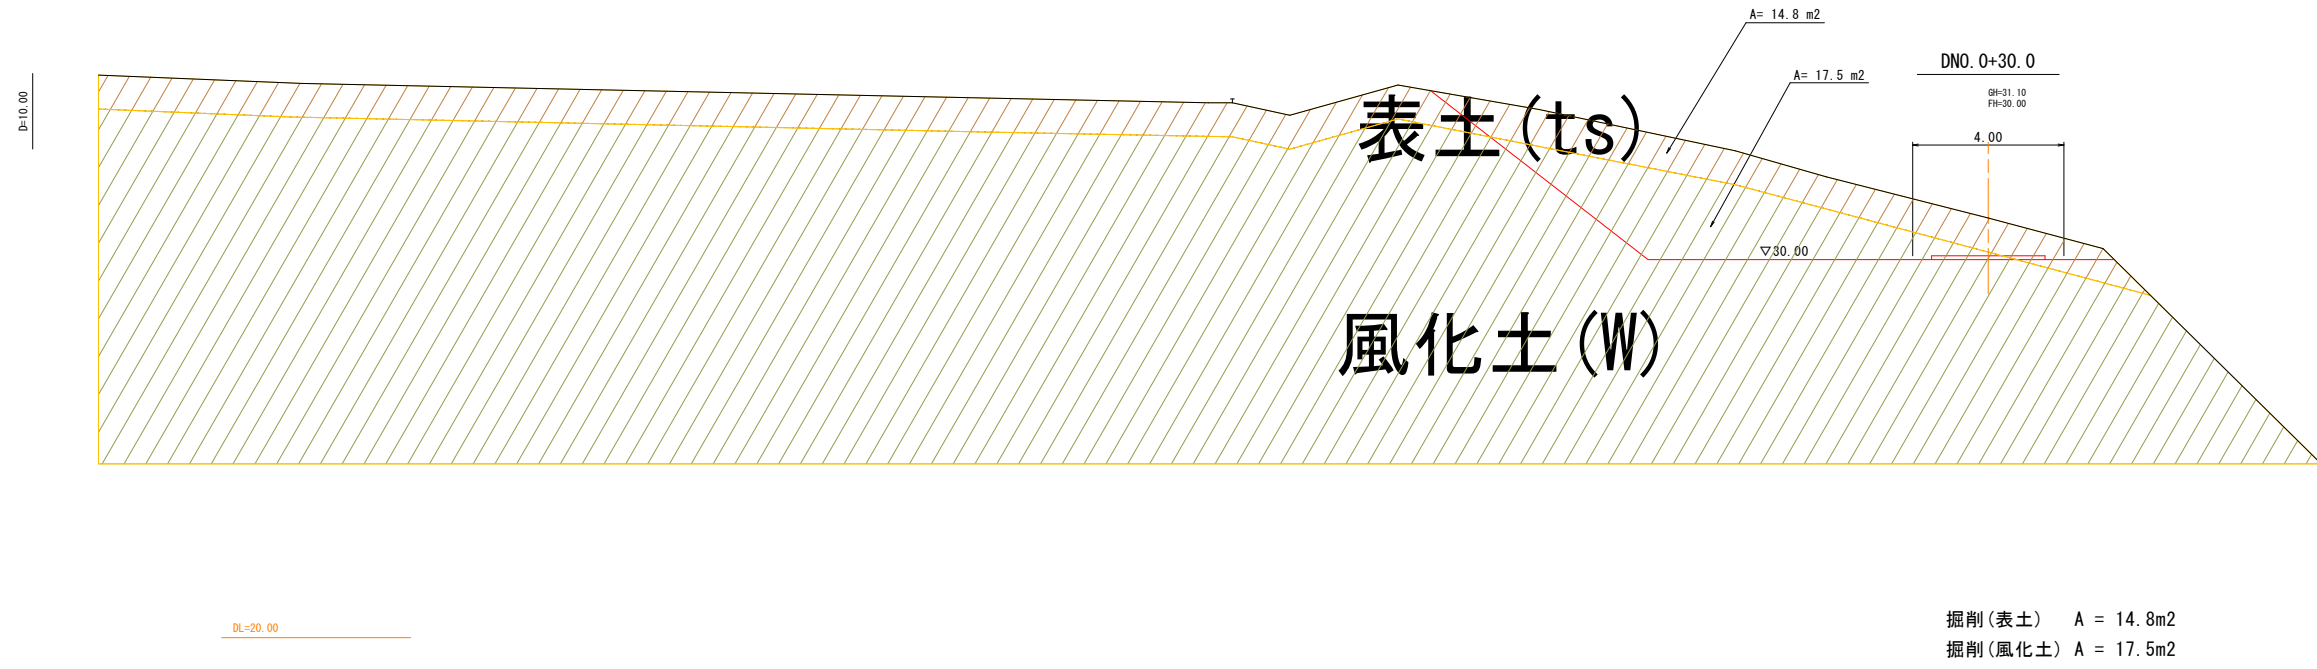 A= 14.8 m2
DNO.0+30.0
A= 17.5 m2
D=10.00
GH=31.10
FH=30.00
表土(ts)
4.00
▽30.00
風化土(W)
DL=20.00
掘削(表土) A = 14.8m2
掘削(風化土) A = 17.5m2